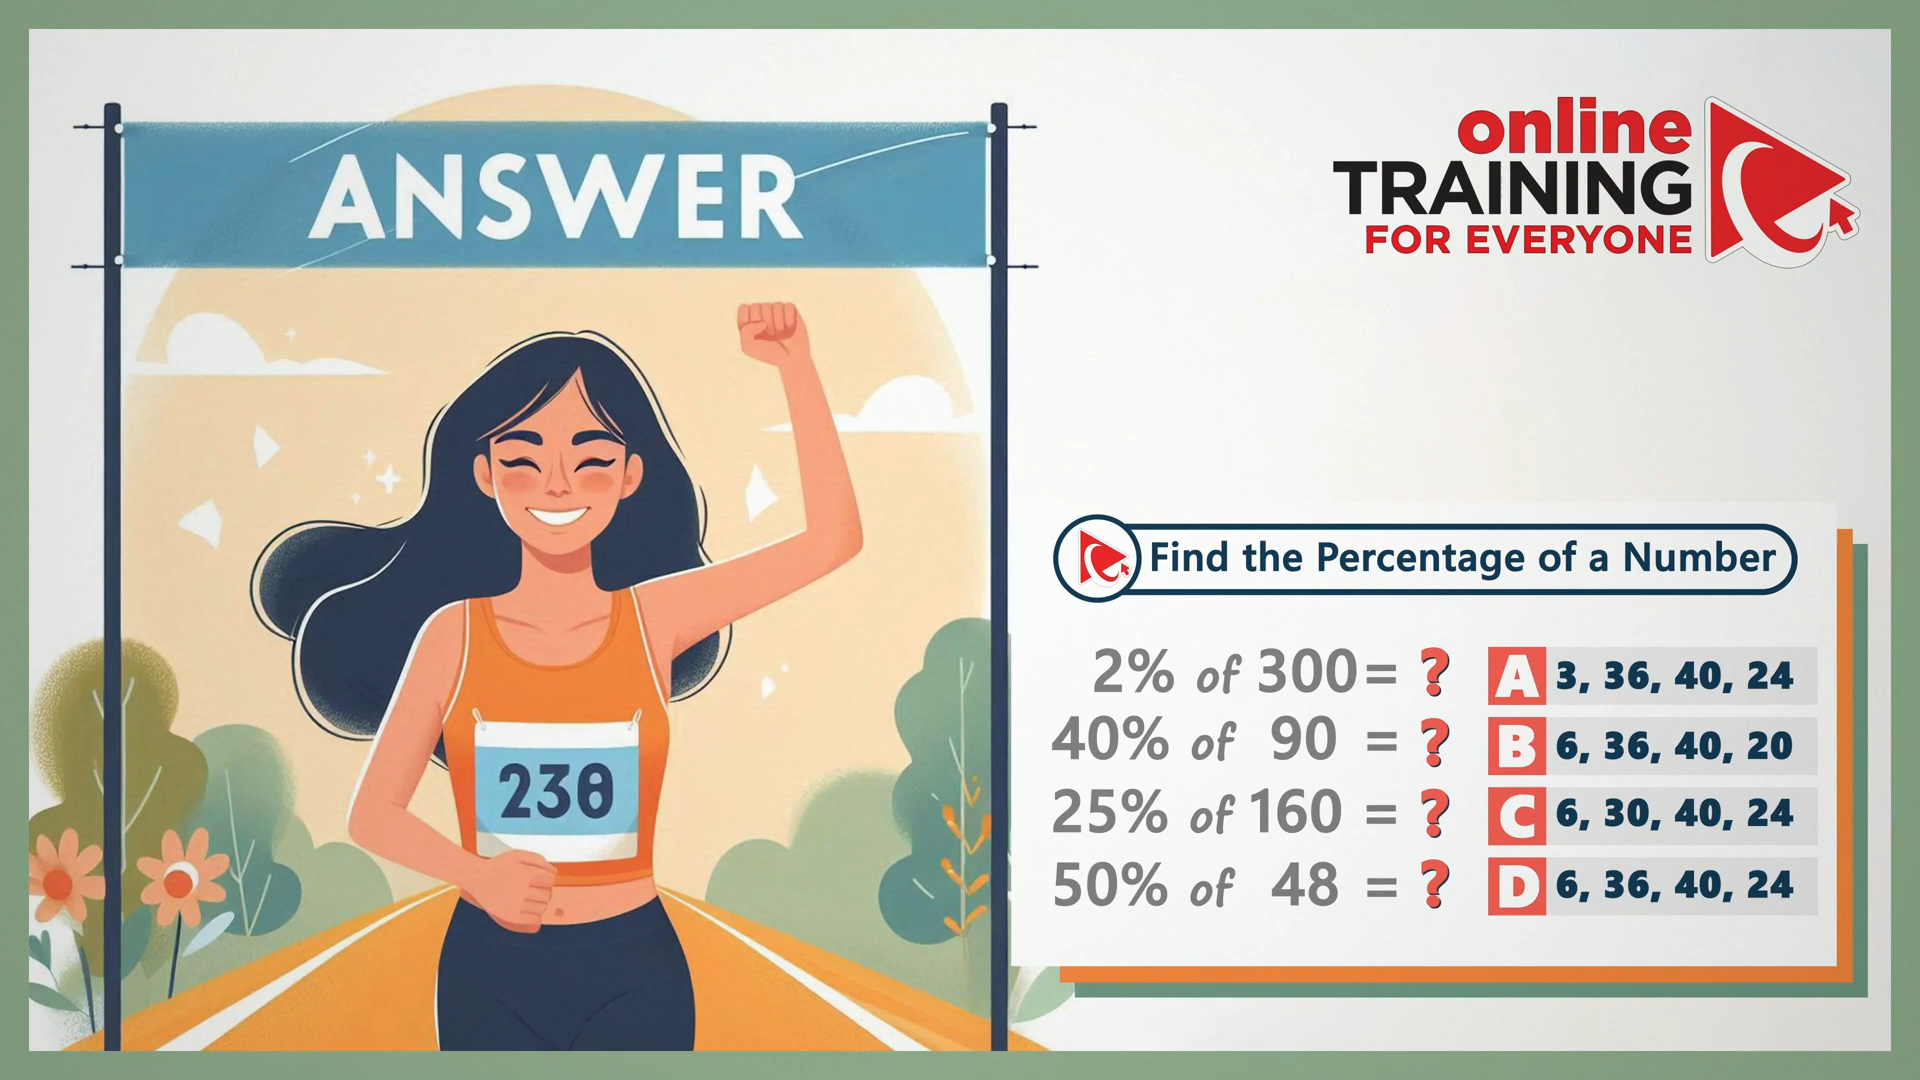 ANSWER
online
TRAINING
FOR EVERYONE
238
Find the Percentage of a Number
2% of 300 = ?
40% of 90 = ?
25% of 160 = ?
50% of 48 = ?
A 3, 36, 40, 24
B 6, 36, 40, 20
C 6, 30, 40, 24
D 6, 36, 40, 24